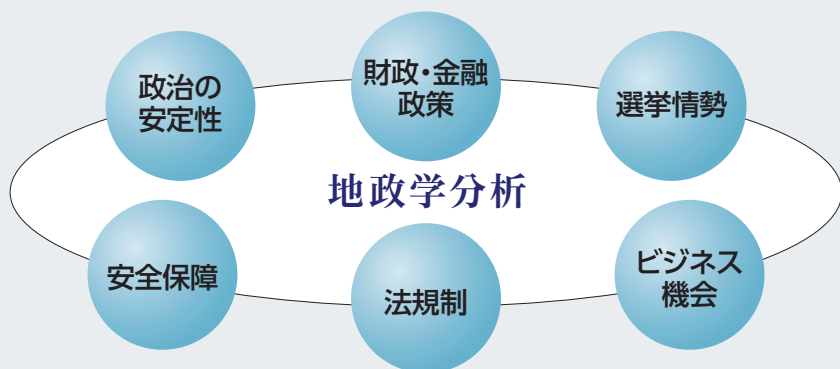 政治の
安定性
財政・金融
政策
選挙情勢
地政学分析
安全保障
法規制
ビジネス
機会